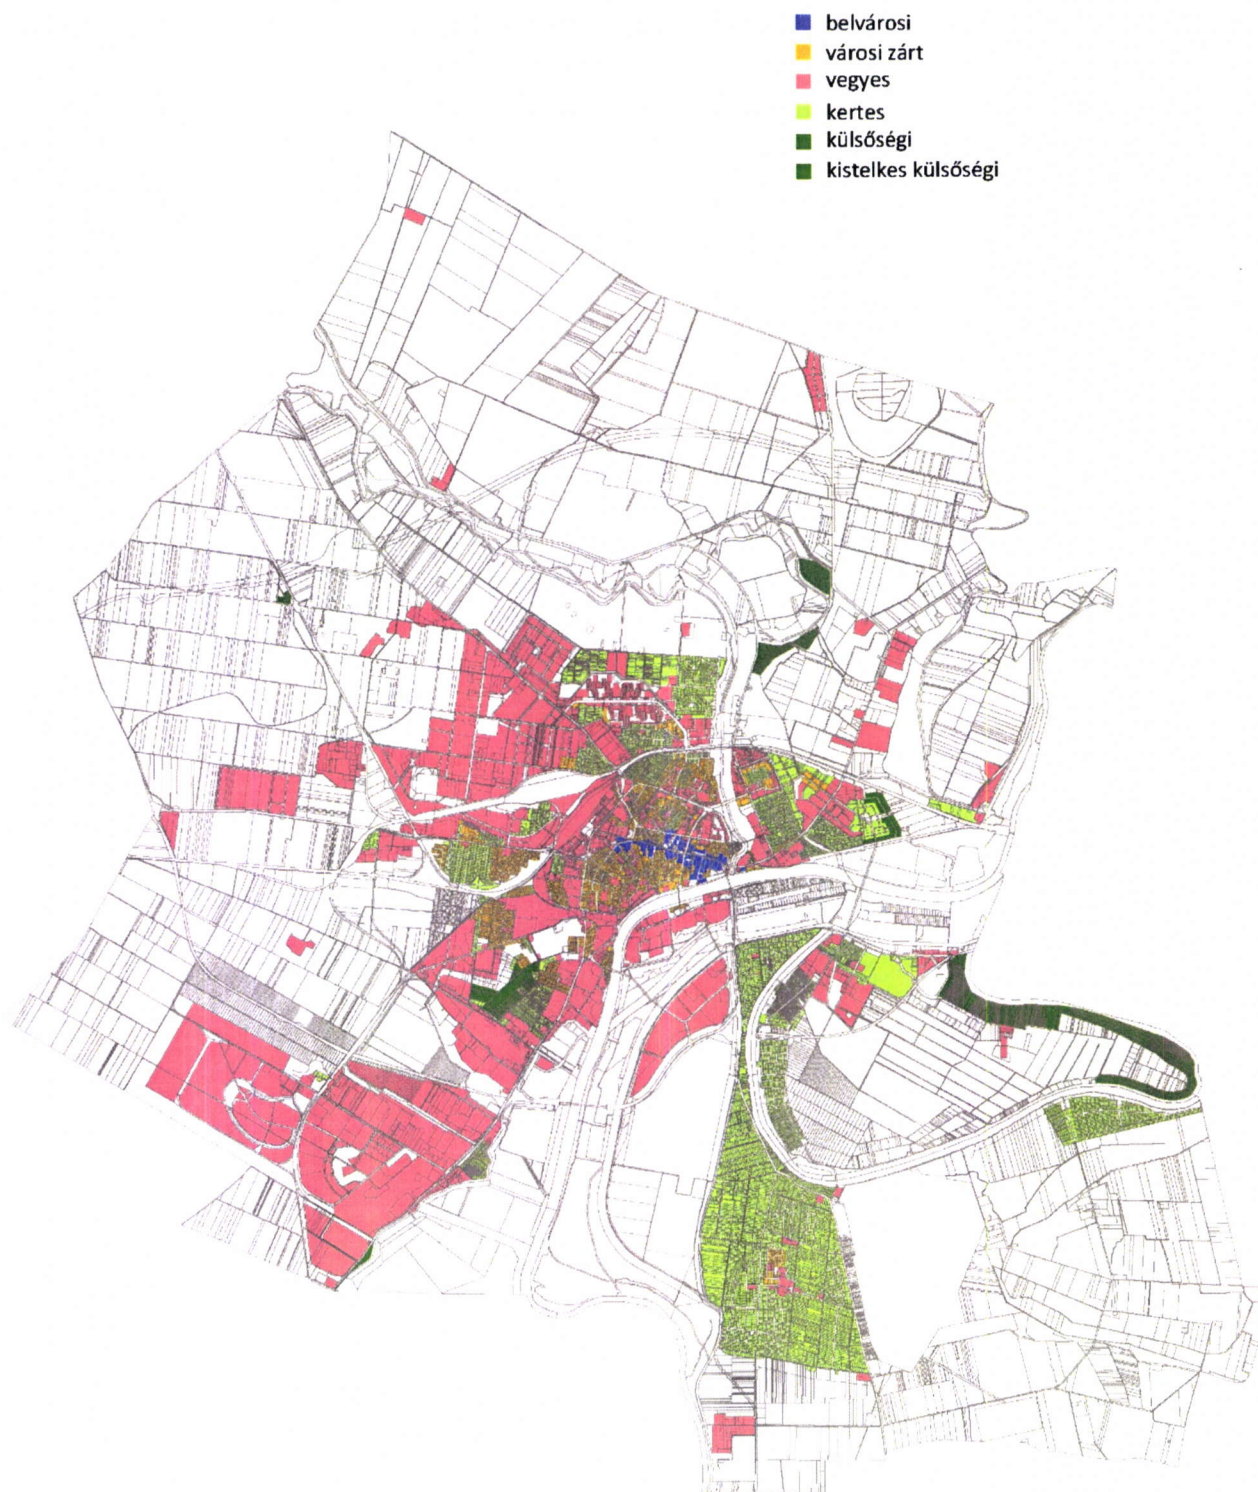 belvárosi
városi zárt
vegyes
kertes
külsőségi
kistelkes külsőségi